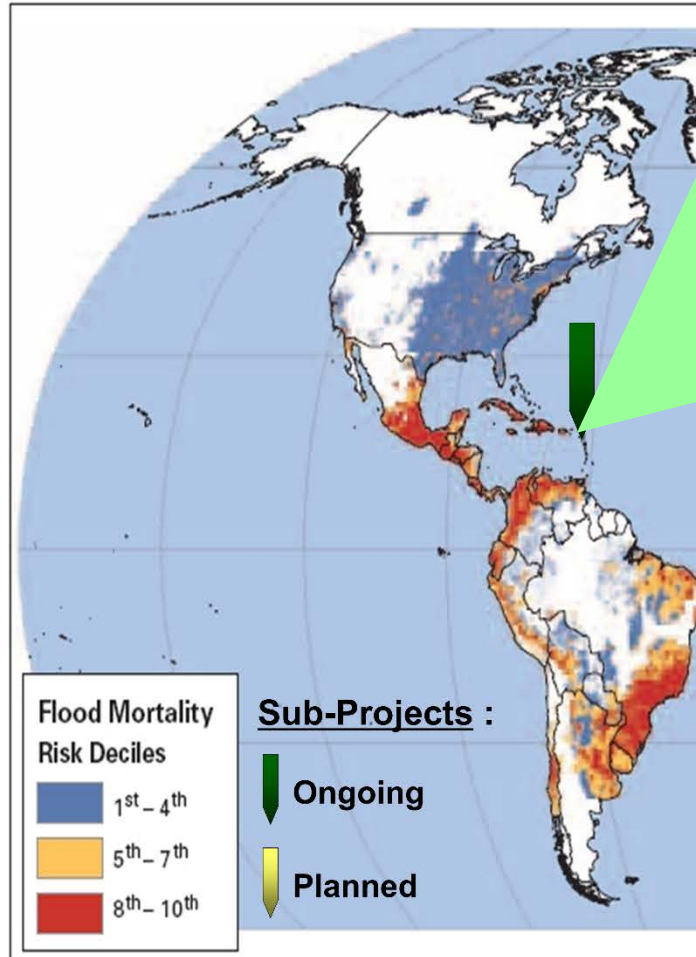 Flood Mortality
Risk Deciles
1st – 4th
5th – 7th
8th – 10th
Sub-Projects :
Ongoing
Planned